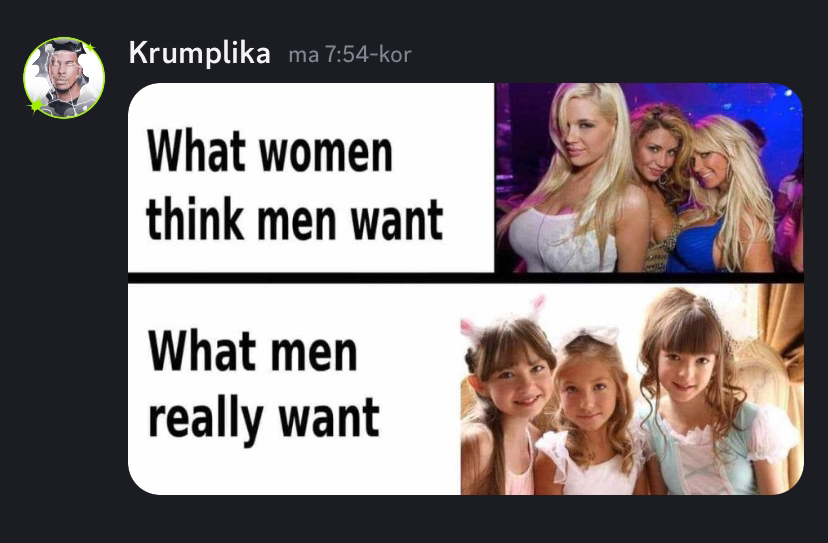 Krumplika ma 7:54-kor
What women
think men want
What men
really want